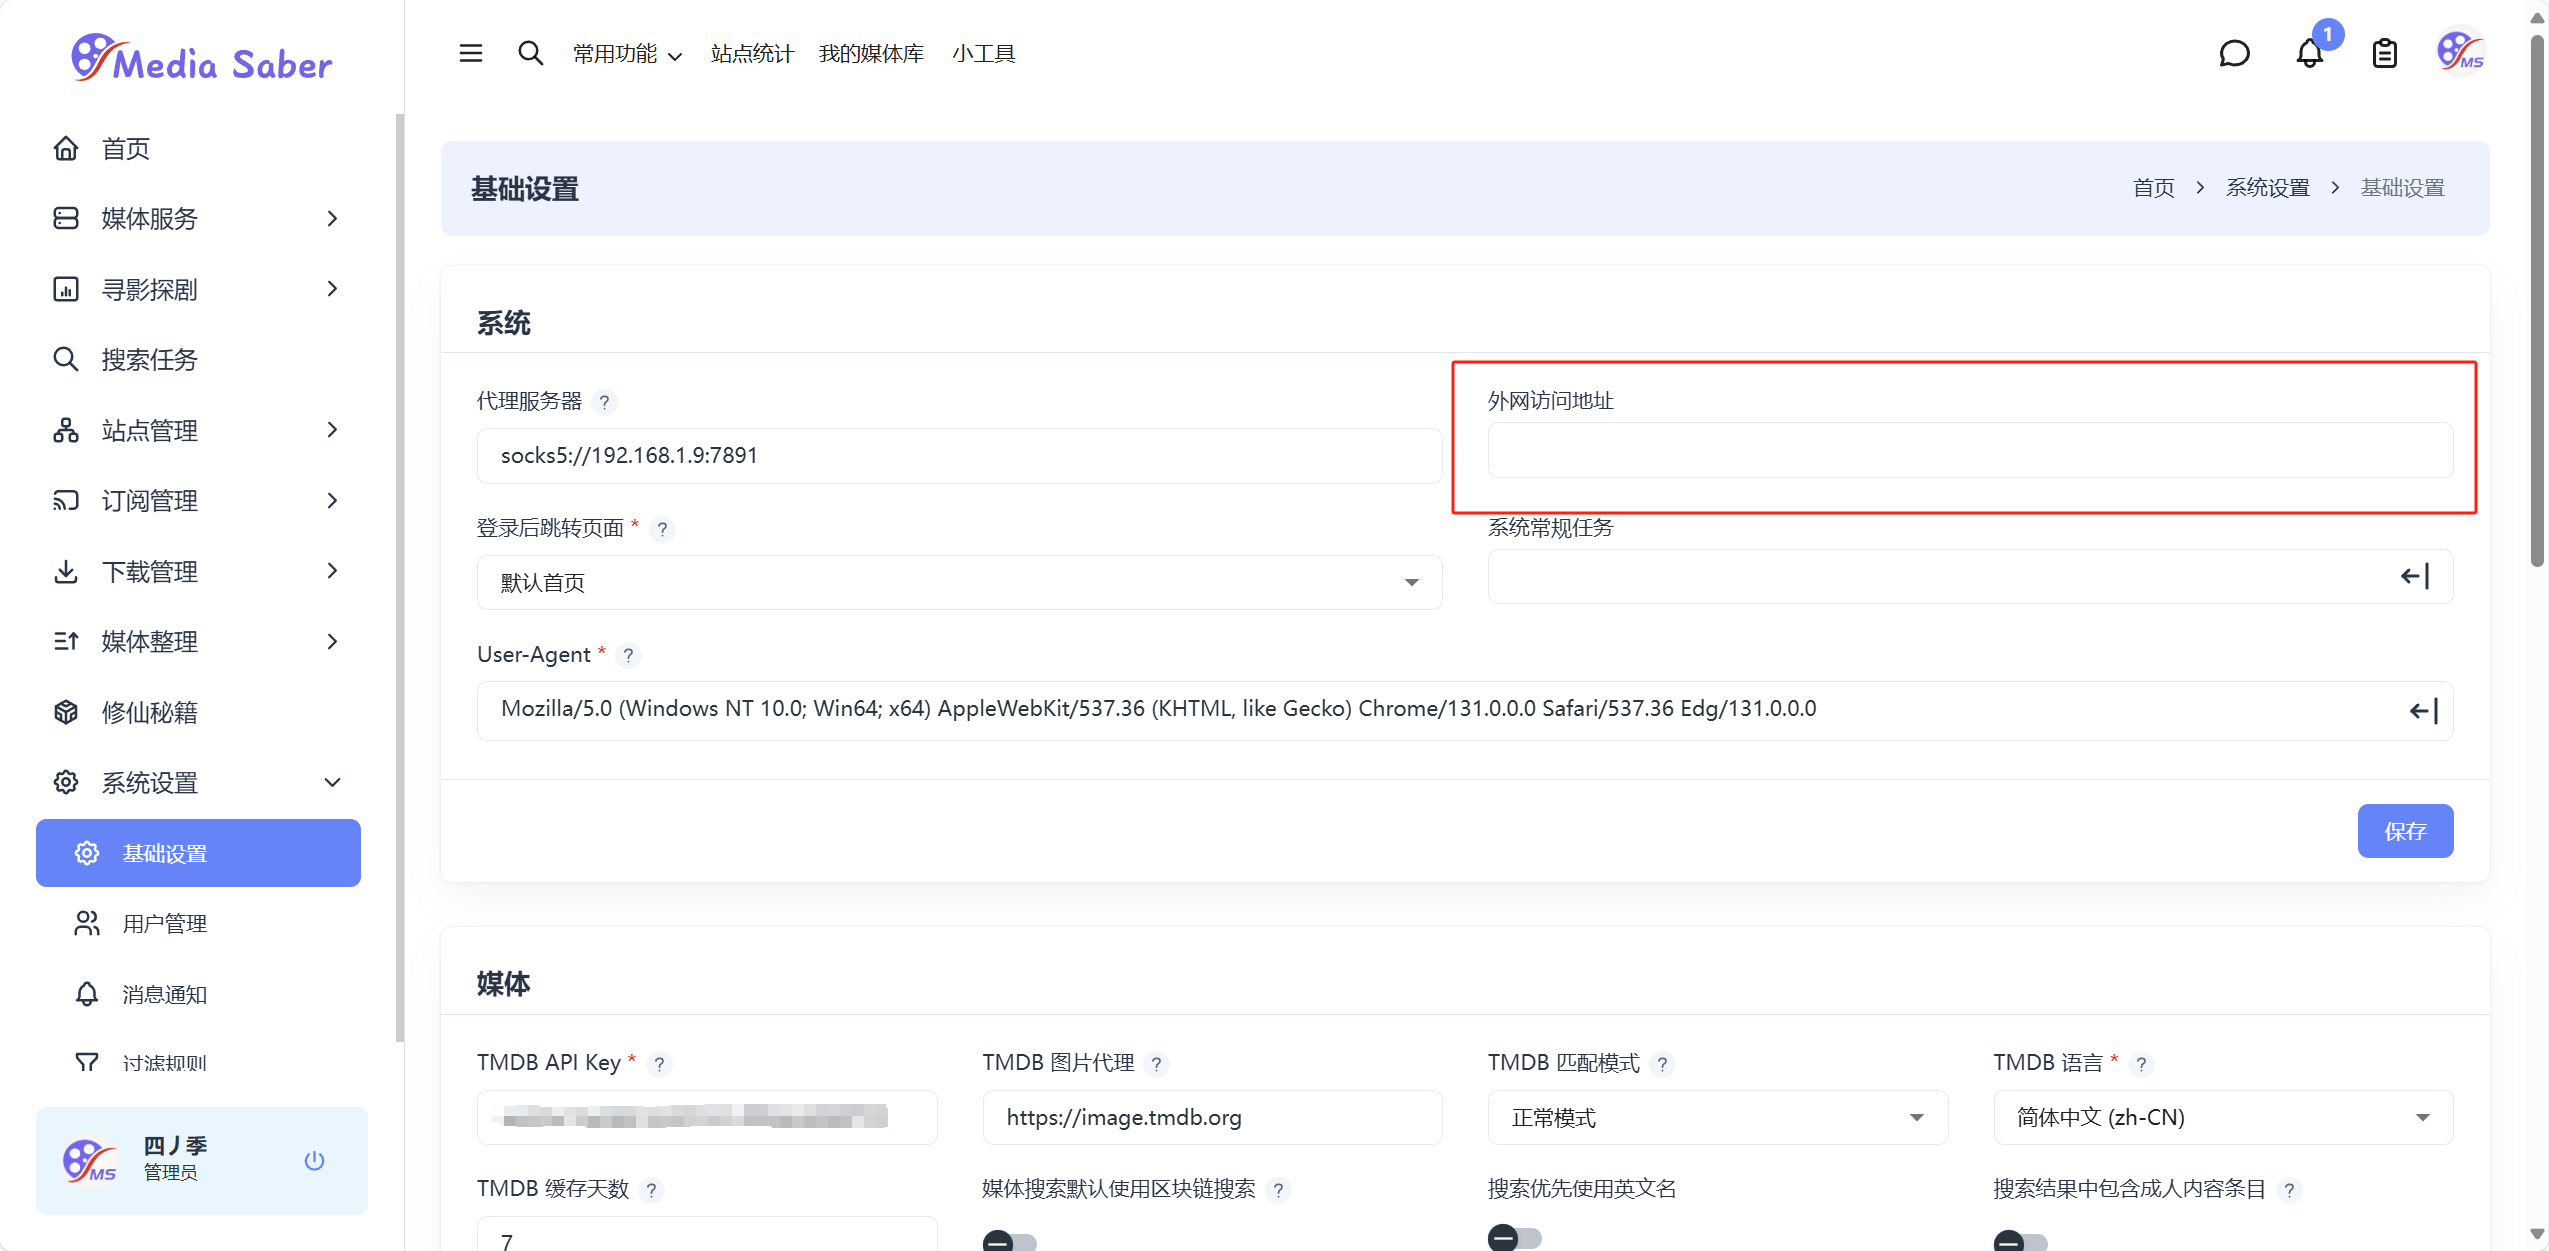 Media Saber
常用功能
站点统计
我的媒体库
小工具
1
MS
首页
媒体服务
寻影探剧
搜索任务
站点管理
订阅管理
下载管理
媒体整理
修仙秘籍
系统设置
基础设置
用户管理
消息通知
过滤规则
MS
四丿季
管理员
基础设置
首页 > 系统设置 > 基础设置
系统
代理服务器 ?
socks5://192.168.1.9:7891
外网访问地址
登录后跳转页面 * ?
默认首页
系统常规任务
User-Agent * ?
Mozilla/5.0 (Windows NT 10.0; Win64; x64) AppleWebKit/537.36 (KHTML, like Gecko) Chrome/131.0.0.0 Safari/537.36 Edg/131.0.0.0
保存
媒体
TMDB API Key * ?
TMDB 图片代理 ?
https://image.tmdb.org
TMDB 匹配模式 ?
正常模式
TMDB 语言 * ?
简体中文 (zh-CN)
TMDB 缓存天数 ?
7
媒体搜索默认使用区块链搜索 ?
搜索优先使用英文名
搜索结果中包含成人内容条目 ?